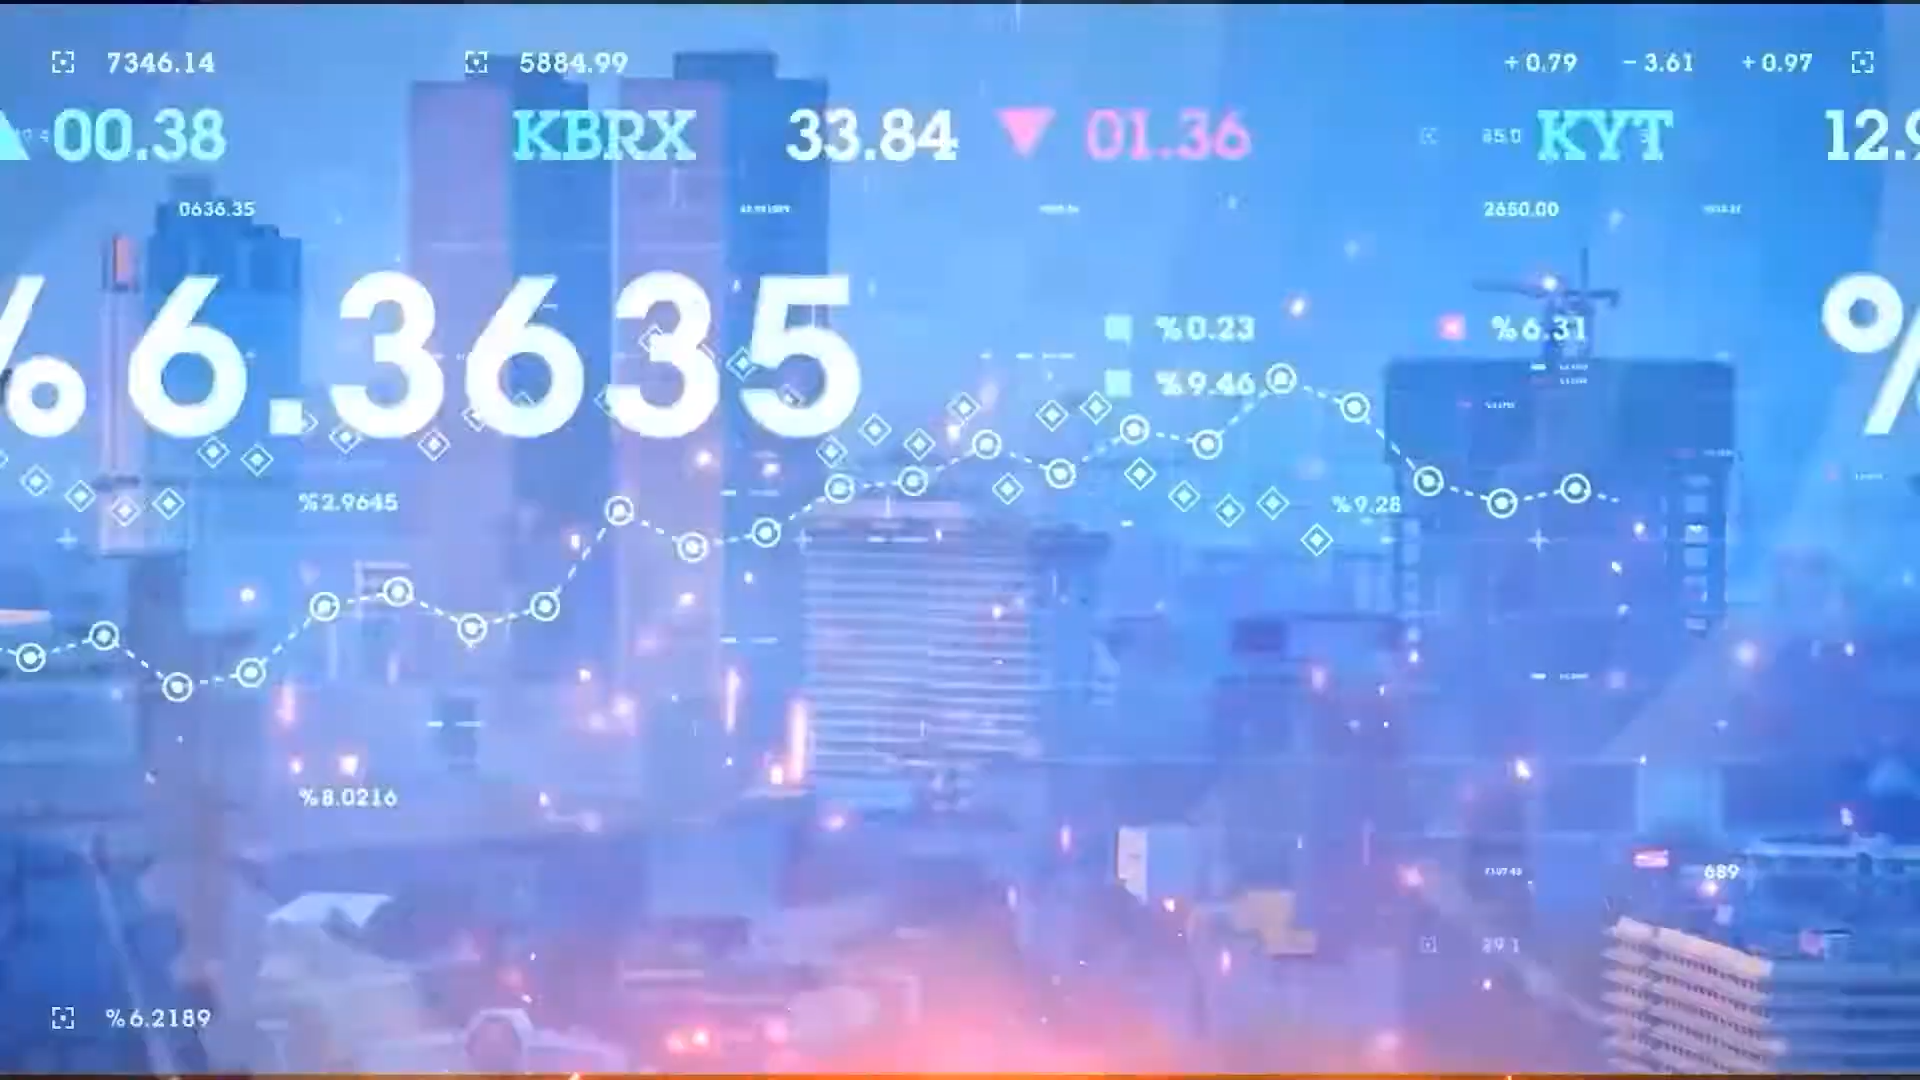 7346.14 5884.99 + 0.79 − 3.61 + 0.97
▲ 00.38 KBRX 33.84 ▼ 01.36 KYT 12.9
0636.35 2650.00
% 6.3635 %
%0.23 %6.31
%9.46
%2.9645 %9.28
%8.0216
689
%6.2189